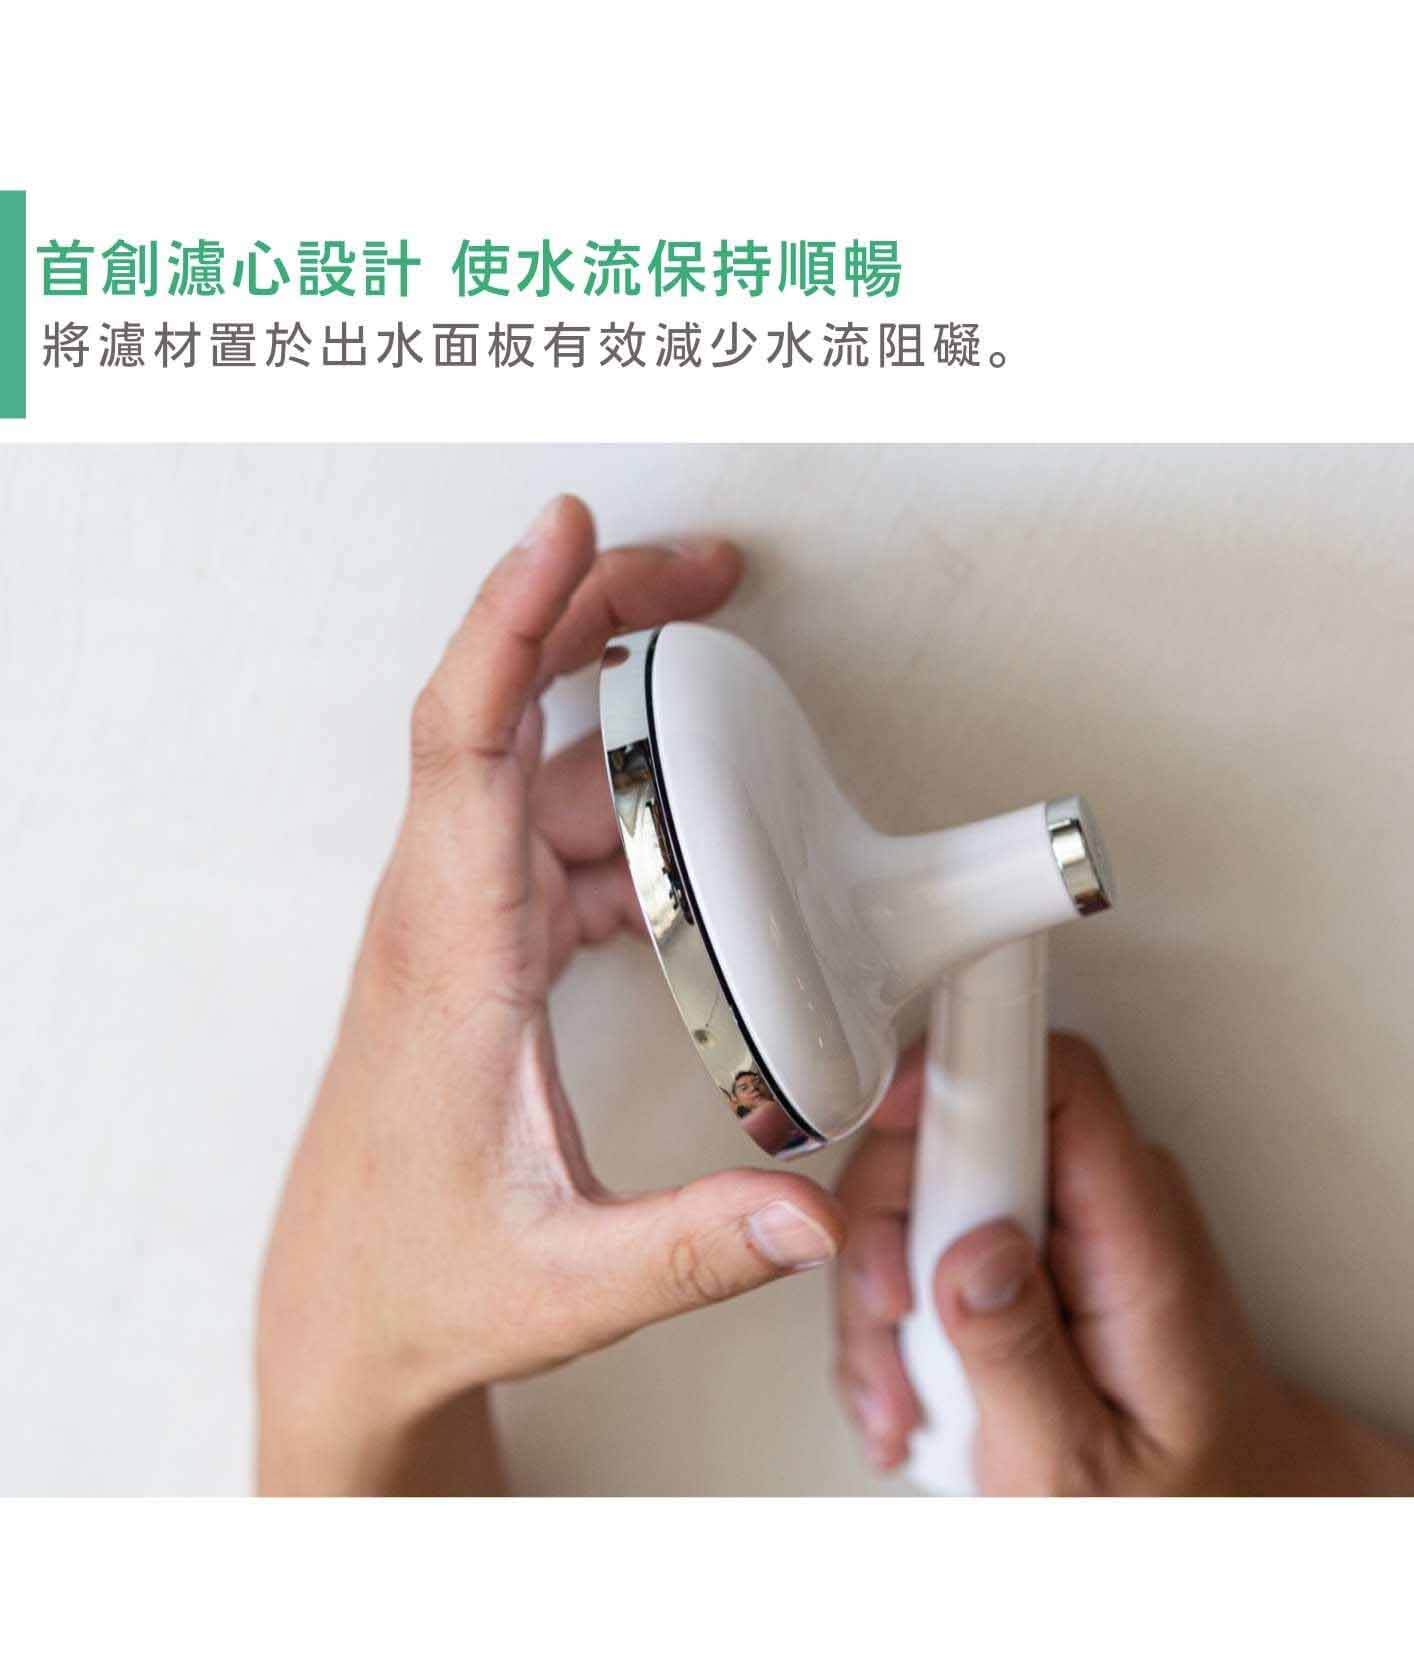 首創濾心設計 使水流保持順暢
將濾材置於出水面板有效減少水流阻礙。